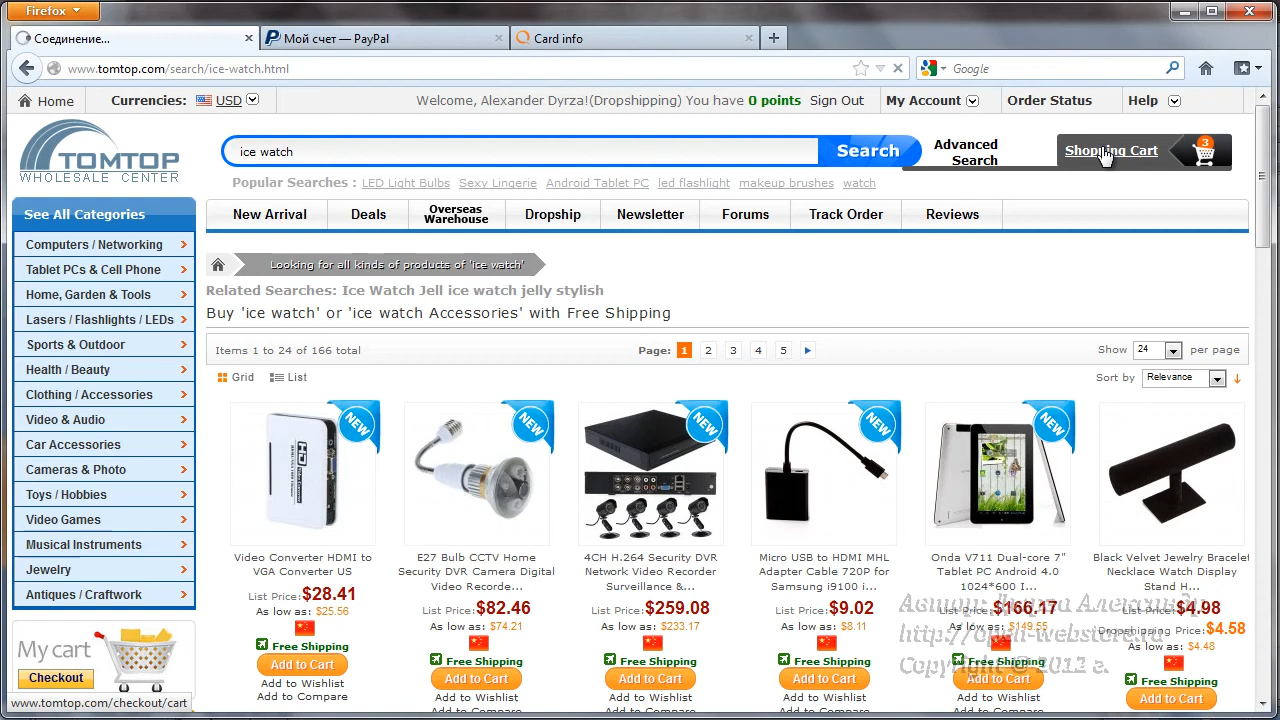 Firefox
Соединение...
Мой счет — PayPal
Card info
www.tomtop.com/search/ice-watch.html
Google
Home
Currencies:
USD
Welcome, Alexander Dyrza!(Dropshipping) You have 0 points
Sign Out
My Account
Order Status
Help
TOMTOP
WHOLESALE CENTER
ice watch
Search
Advanced
Search
Shopping Cart
3
Popular Searches : LED Light Bulbs Sexy Lingerie Android Tablet PC led flashlight makeup brushes watch
See All Categories
New Arrival
Deals
Overseas
Warehouse
Dropship
Newsletter
Forums
Track Order
Reviews
Computers / Networking
Tablet PCs & Cell Phone
Home, Garden & Tools
Lasers / Flashlights / LEDs
Sports & Outdoor
Health / Beauty
Clothing / Accessories
Video & Audio
Car Accessories
Cameras & Photo
Toys / Hobbies
Video Games
Musical Instruments
Jewelry
Antiques / Craftwork
My cart
Checkout
www.tomtop.com/checkout/cart
Looking for all kinds of products of 'ice watch'
Related Searches: Ice Watch Jell ice watch jelly stylish
Buy 'ice watch' or 'ice watch Accessories' with Free Shipping
Items 1 to 24 of 166 total
Page: 1 2 3 4 5
Show 24 per page
Grid
List
Sort by Relevance
NEW
Video Converter HDMI to
VGA Converter US
List Price: $28.41
As low as: $25.56
Free Shipping
Add to Cart
Add to Wishlist
Add to Compare
NEW
E27 Bulb CCTV Home
Security DVR Camera Digital
Video Recorde...
List Price: $82.46
As low as: $74.21
Free Shipping
Add to Cart
Add to Wishlist
NEW
4CH H.264 Security DVR
Network Video Recorder
Surveillance &...
List Price: $259.08
As low as: $233.17
Free Shipping
Add to Cart
Add to Wishlist
NEW
Micro USB to HDMI MHL
Adapter Cable 720P for
Samsung i9100 i...
List Price: $9.02
As low as: $8.11
Free Shipping
Add to Cart
Add to Wishlist
NEW
Onda V711 Dual-core 7"
Tablet PC Android 4.0
1024*600 I...
List Price: $166.17
As low as: $149.55
Free Shipping
Add to Cart
Add to Wishlist
Black Velvet Jewelry Bracelet
Necklace Watch Display
Stand H...
$4.98
Dropshipping Price: $4.58
As low as: $4.48
Free Shipping
Add to Cart
Автор: Дырза Александр
http://open-webstore.ru
Copyright © 2012 г.